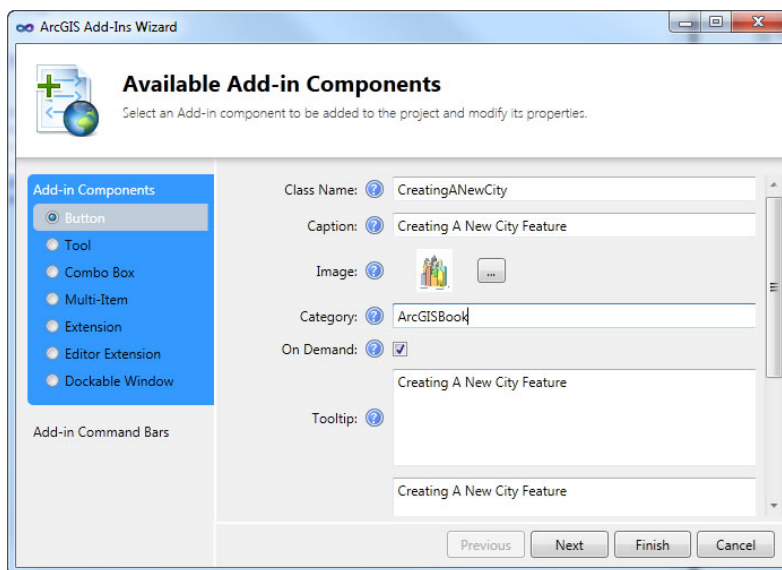 ArcGIS Add-Ins Wizard
Available Add-in Components
Select an Add-in component to be added to the project and modify its properties.
Add-in Components
Button
Tool
Combo Box
Multi-Item
Extension
Editor Extension
Dockable Window
Add-in Command Bars
Class Name: ? CreatingANewCity
Caption: ? Creating A New City Feature
Image: ? ...
Category: ? ArcGISBook
On Demand: ?
Tooltip: ? Creating A New City Feature
Creating A New City Feature
Previous Next Finish Cancel